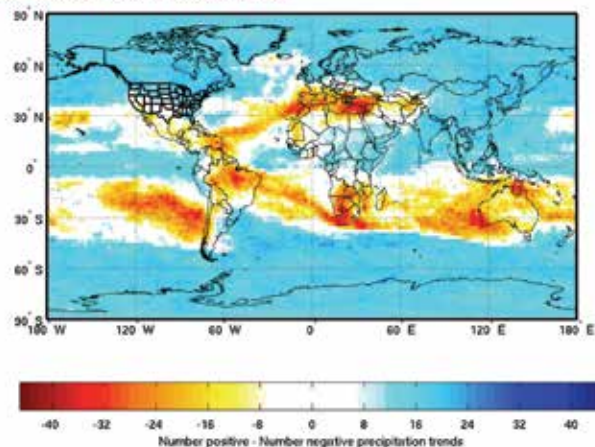 90° N
60° N
30° N
0°
30° S
60° S
90° S
180° W 120° W 60° W 0° 60° E 120° E 180° E
-40 -32 -24 -16 -8 0 8 16 24 32 40
Number positive - Number negative precipitation trends